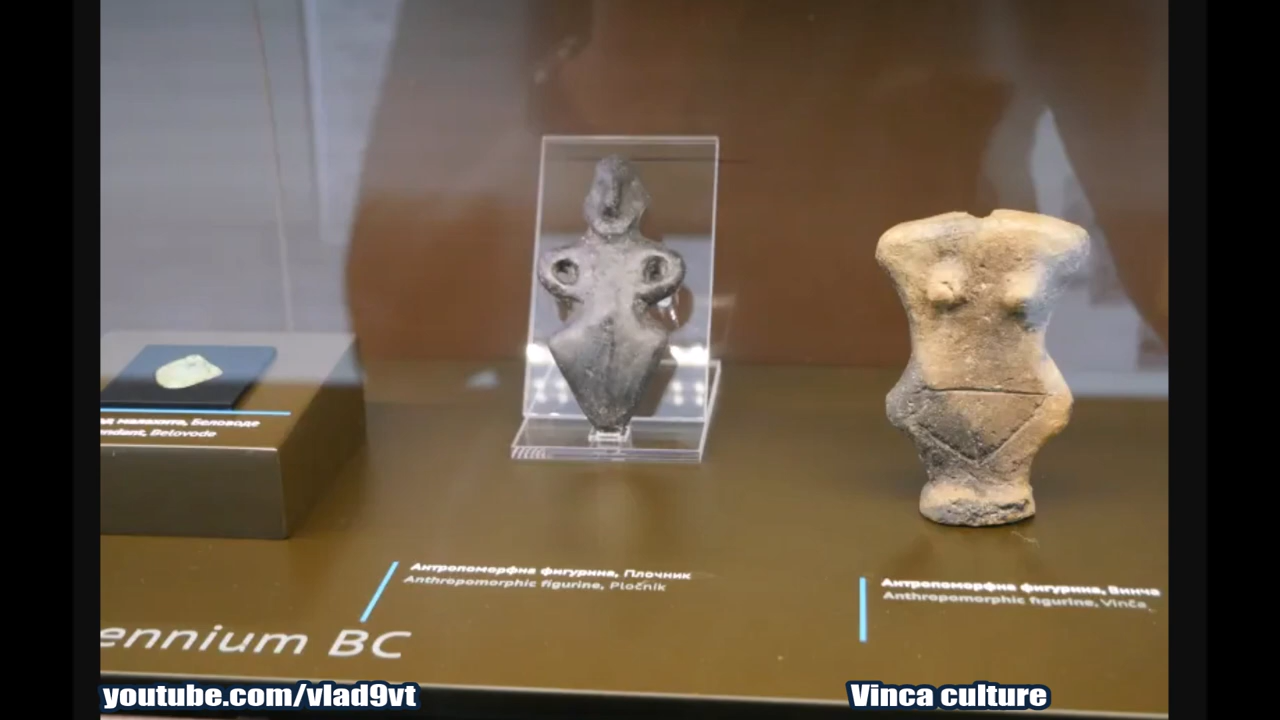 малахита, Беловоде
Belovode
Антропоморфна фигурина, Плочник
Anthropomorphic figurine, Pločnik
Антропоморфна фигурина, Винча
Anthropomorphic figurine, Vinča
ennium BC
youtube.com/vlad9vt
Vinca culture